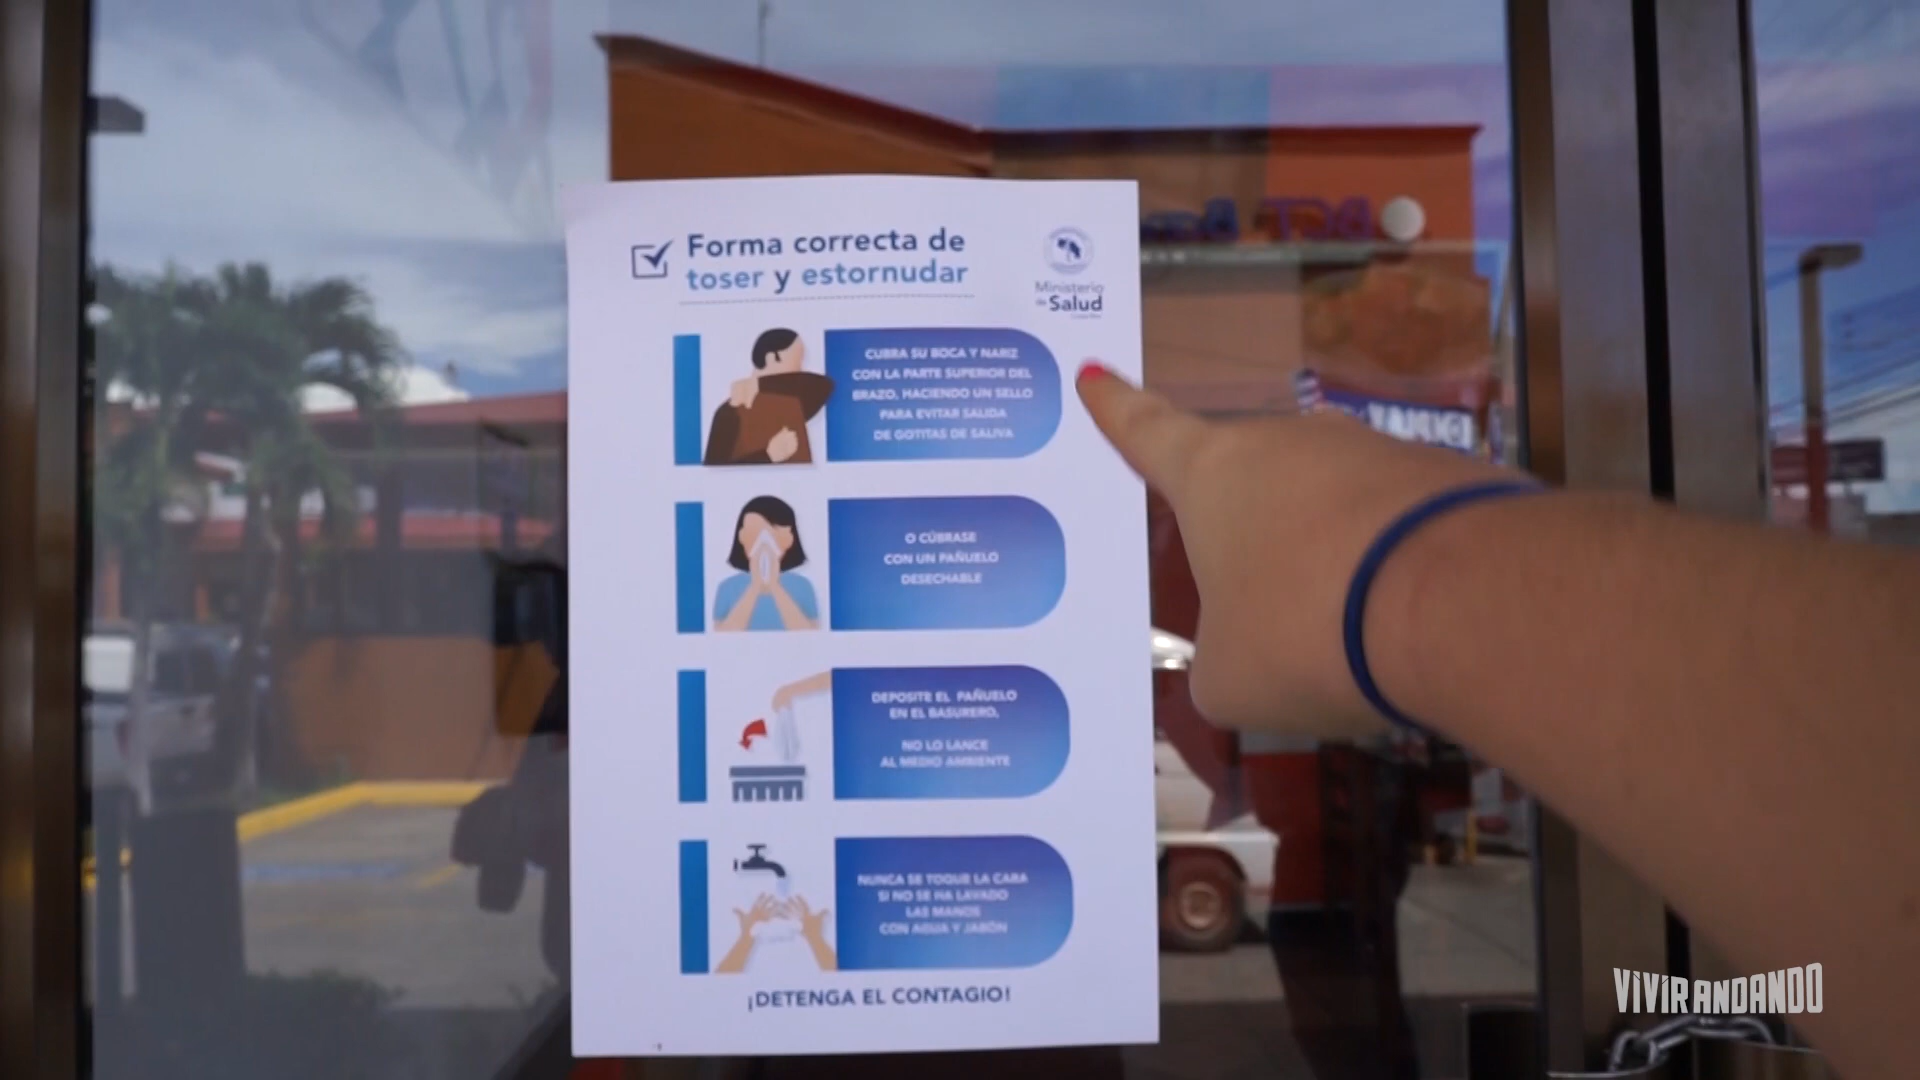 Forma correcta de
toser y estornudar
Ministerio
de Salud
CUBRA SU BOCA Y NARIZ
CON LA PARTE SUPERIOR DEL
BRAZO, HACIENDO UN SELLO
PARA EVITAR SALIDA
DE GOTITAS DE SALIVA
O CÚBRASE
CON UN PAÑUELO
DESECHABLE
DEPOSITE EL PAÑUELO
EN EL BASURERO,
NO LO LANCE
AL MEDIO AMBIENTE
NUNCA SE TOQUE LA CARA
SI NO SE HA LAVADO
LAS MANOS
CON AGUA Y JABÓN
¡DETENGA EL CONTAGIO!
VIVIR ANDANDO